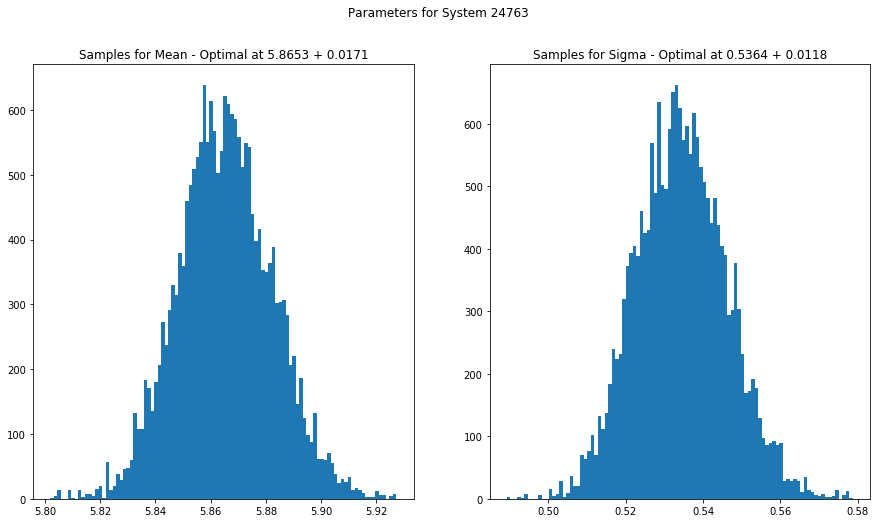 Parameters for System 24763
Samples for Mean - Optimal at 5.8653 + 0.0171
600
500
400
300
200
100
0
5.80 5.82 5.84 5.86 5.88 5.90 5.92
Samples for Sigma - Optimal at 0.5364 + 0.0118
600
500
400
300
200
100
0
0.50 0.52 0.54 0.56 0.58